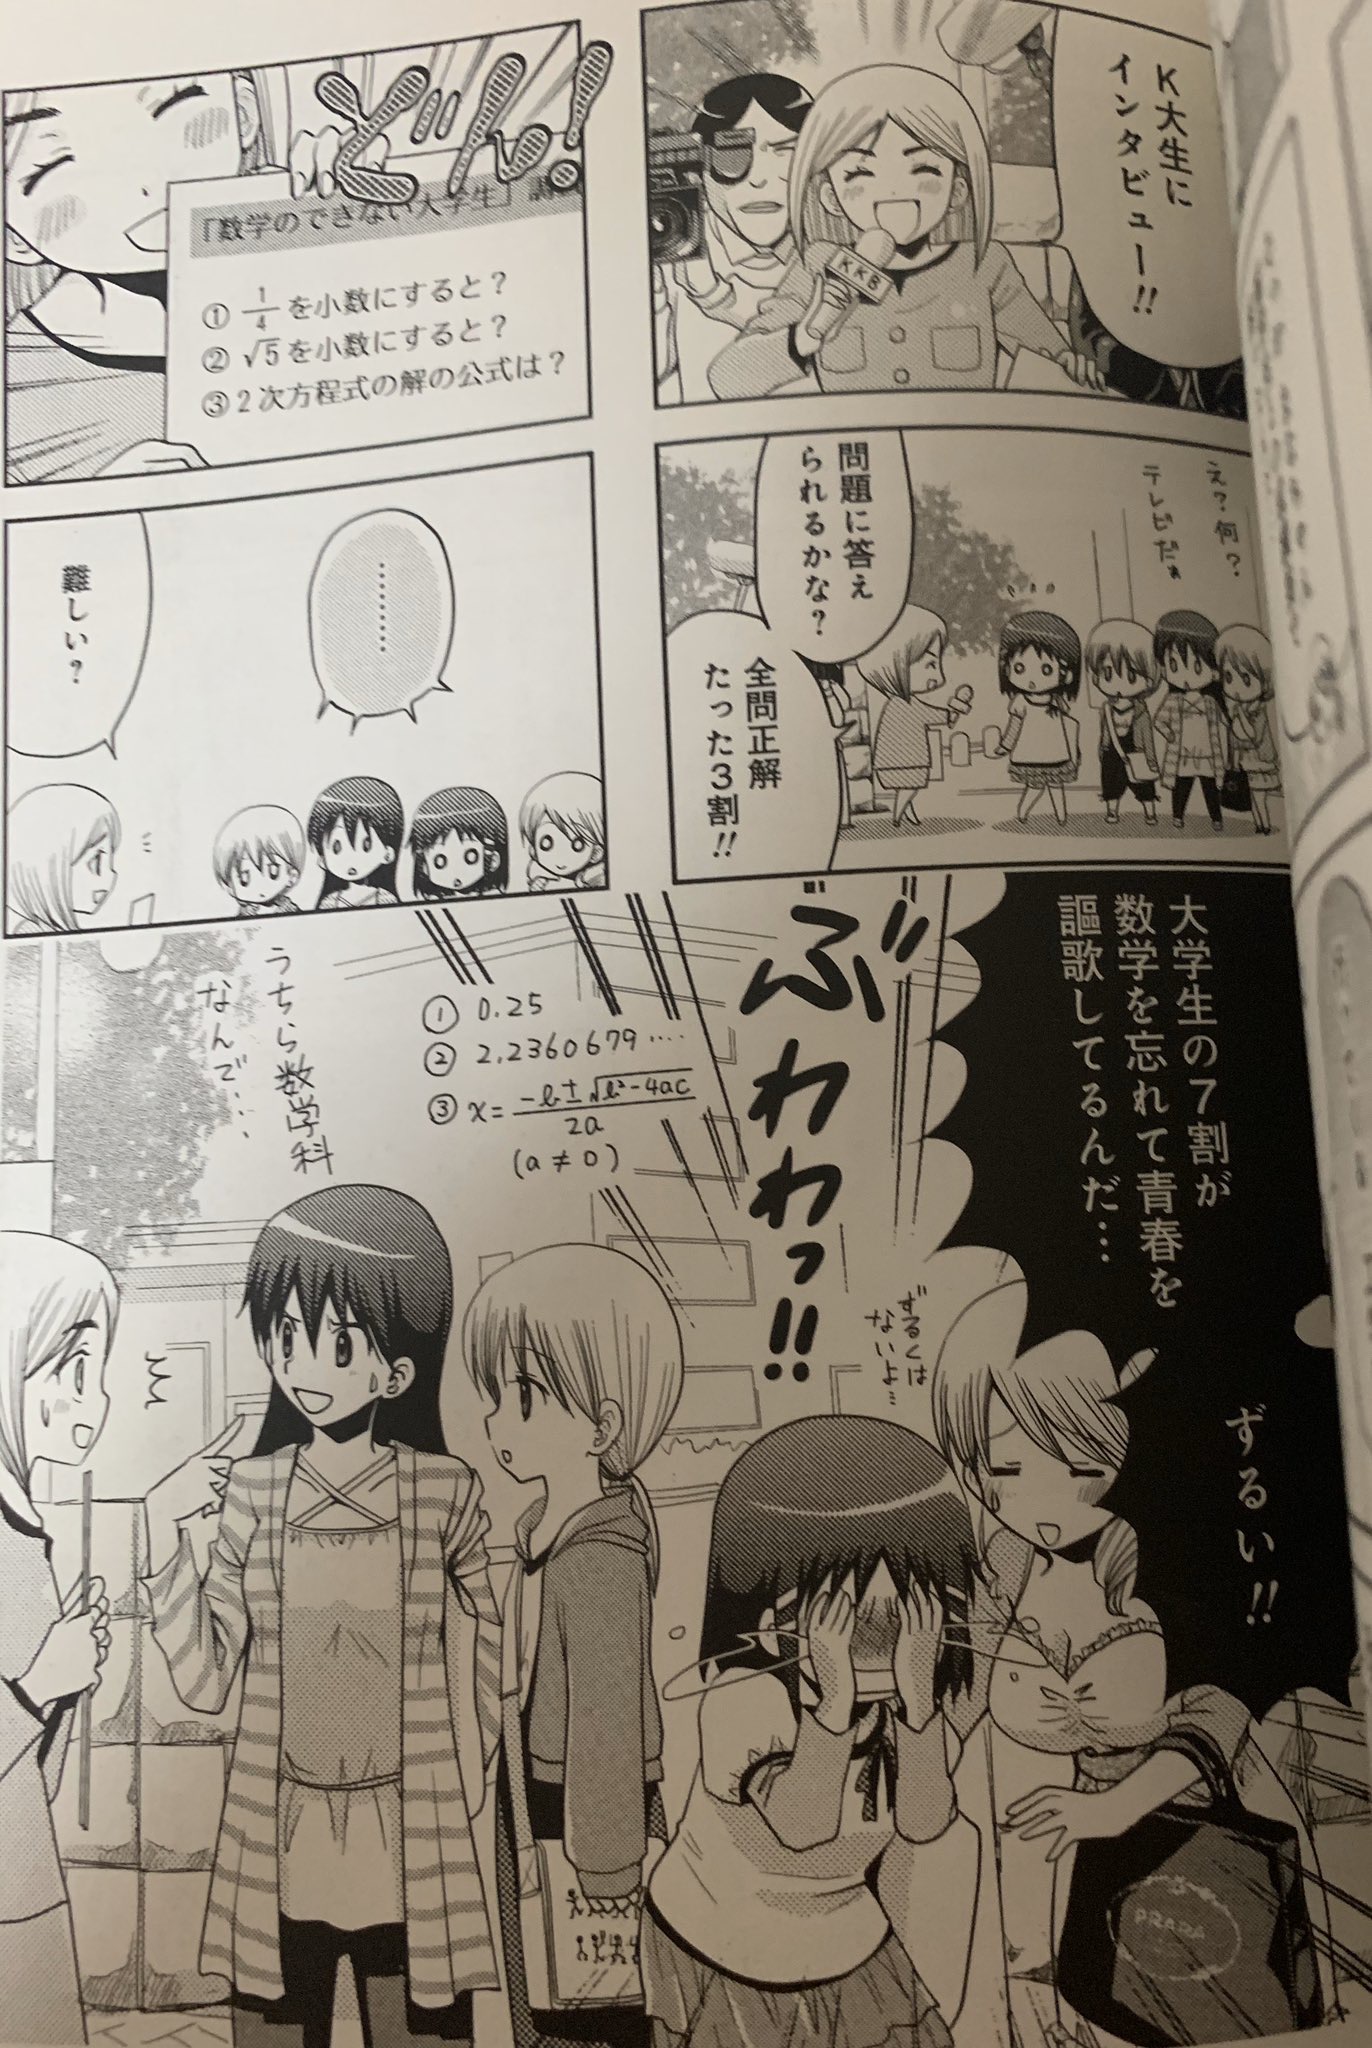 K大生に
インタビュー!!
KKB
え?何?
テレビだぁ
問題に答え
られるかな?
全問正解
たった3割!!
どん!
「数学のできない大学生」
① 1/4を小数にすると?
② √5を小数にすると?
③2次方程式の解の公式は?
………
難しい?
大学生の7割が
数学を忘れて青春を
謳歌してるんだ…
ずるい!!
ぶわわっ!!
ずるくは
ないよ…
① 0.25
② 2.2360679….
③ x= -b±√b²-4ac / 2a
(a≠0)
うちら数学科
なんで…
PRARA